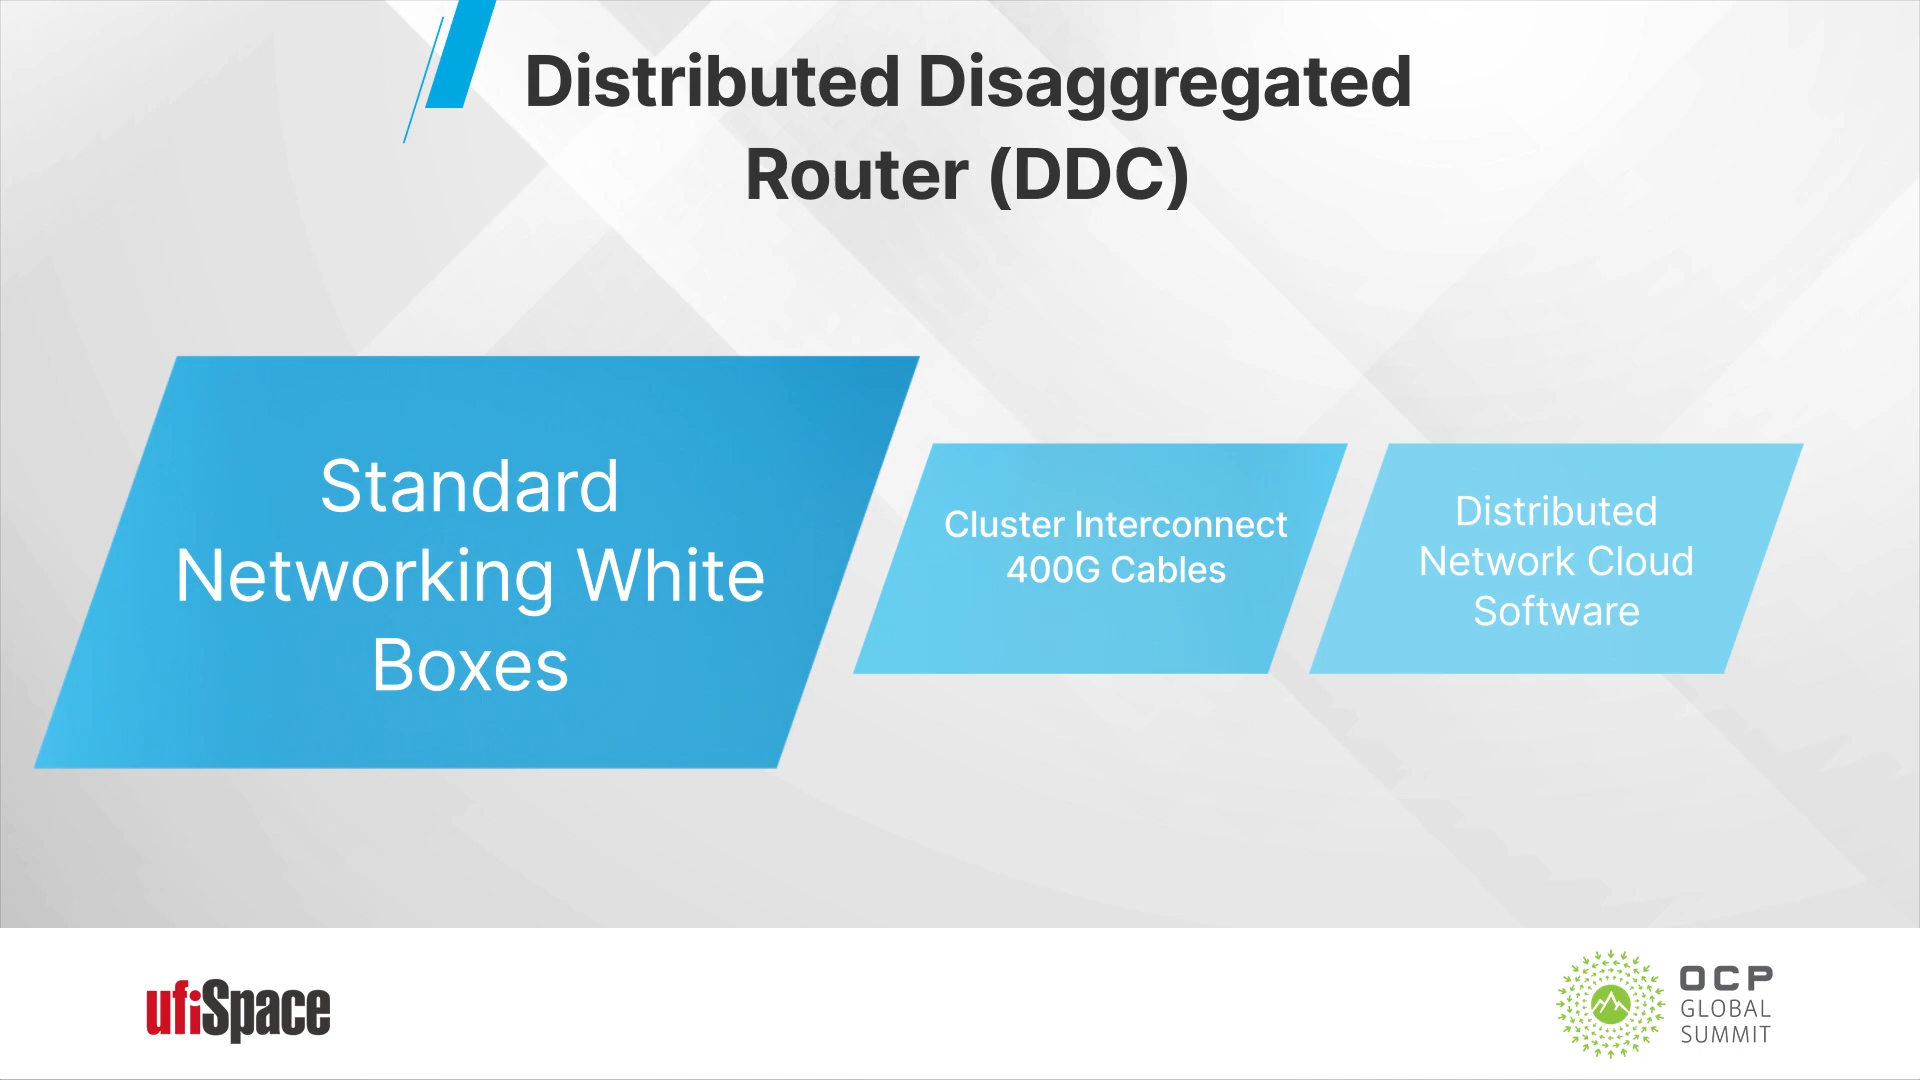 Distributed Disaggregated
Router (DDC)
Standard
Networking White
Boxes
Cluster Interconnect
400G Cables
Distributed
Network Cloud
Software
ufiSpace
OCP
GLOBAL
SUMMIT